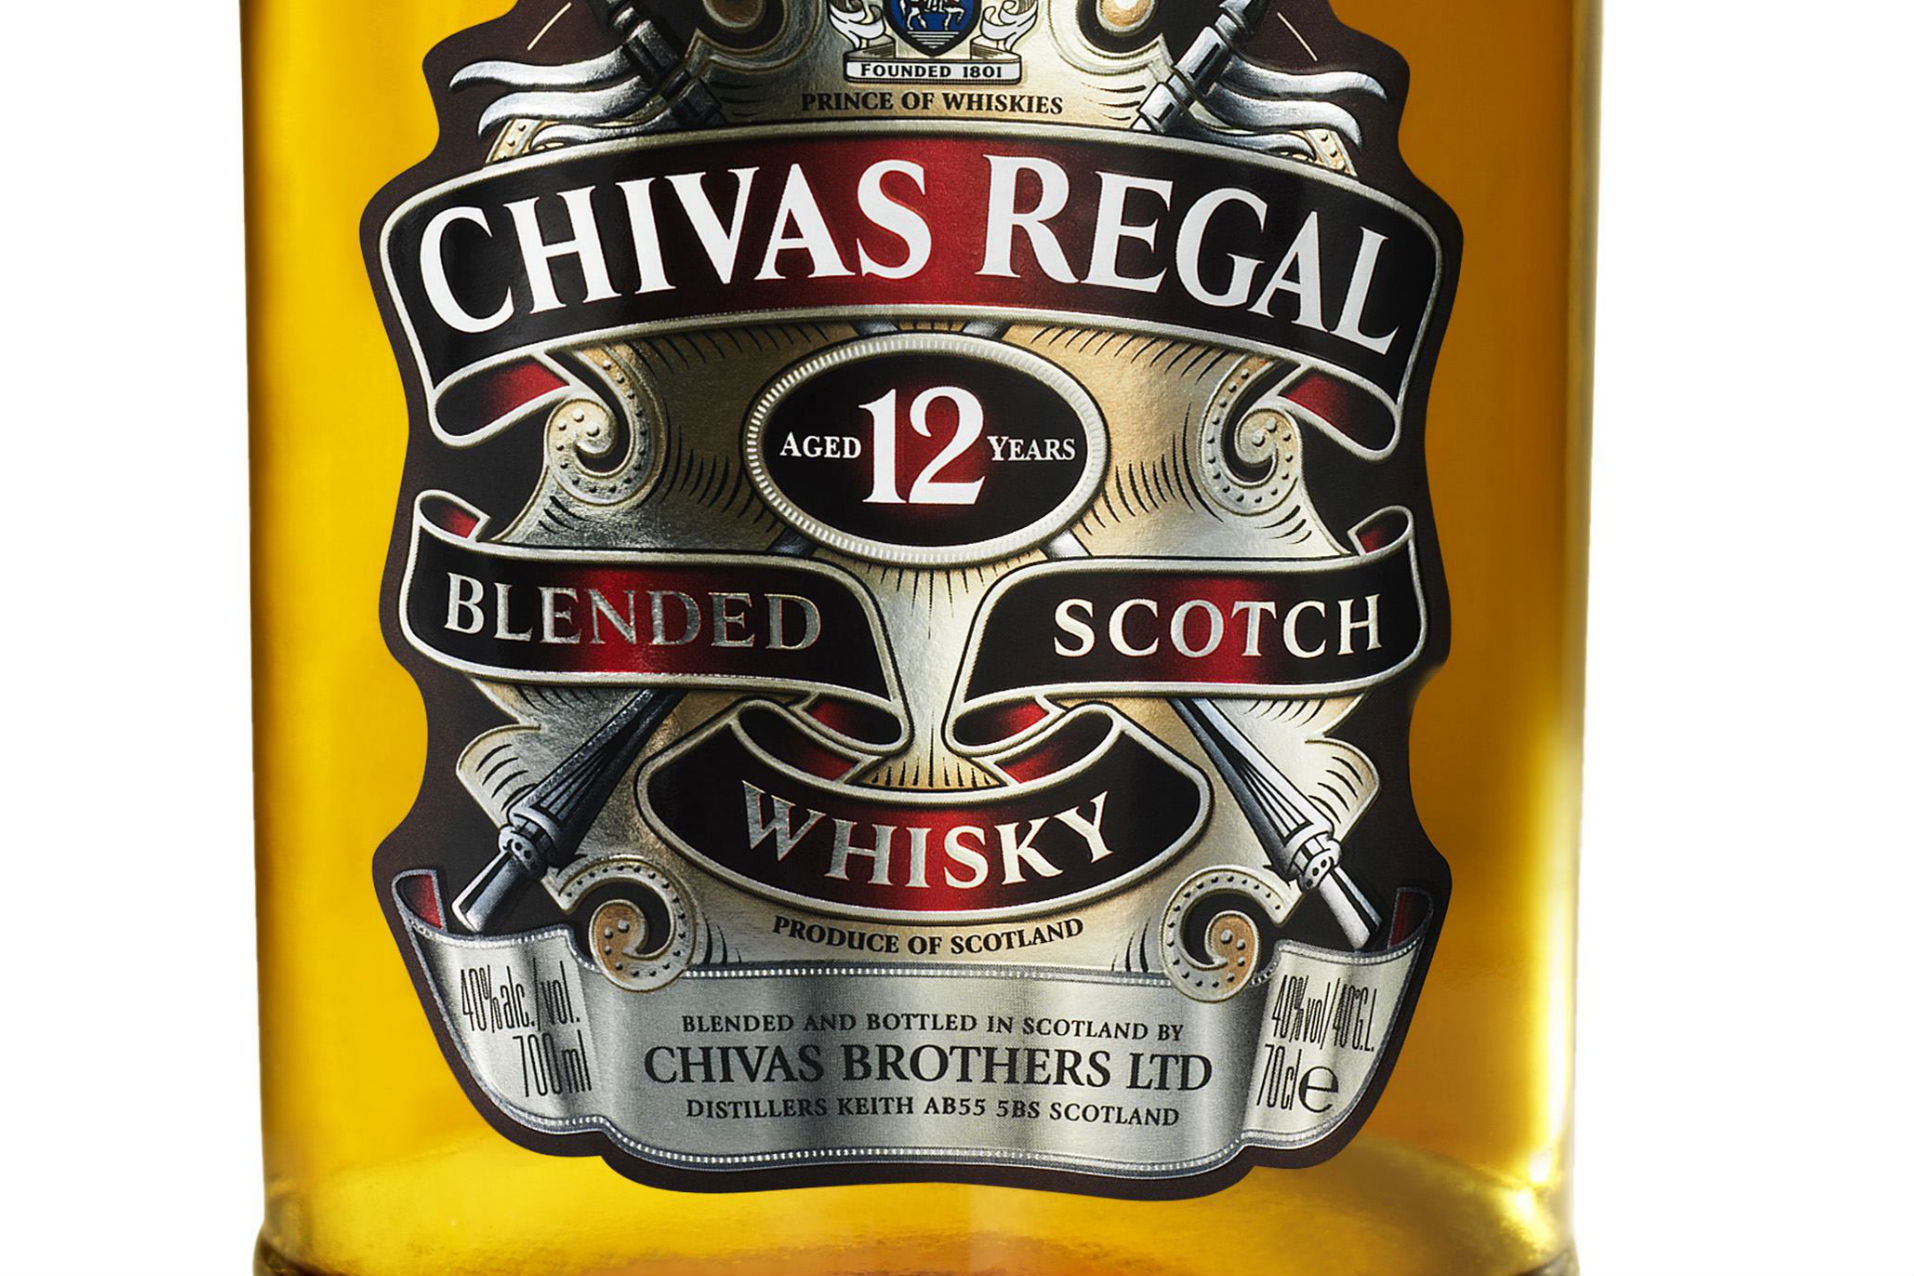 FOUNDED 1801
PRINCE OF WHISKIES
CHIVAS REGAL
AGED 12 YEARS
BLENDED SCOTCH
WHISKY
PRODUCE OF SCOTLAND
40%alc./vol.
700ml
BLENDED AND BOTTLED IN SCOTLAND BY
CHIVAS BROTHERS LTD
DISTILLERS KEITH AB55 5BS SCOTLAND
40%vol/40°G.L.
70cl e